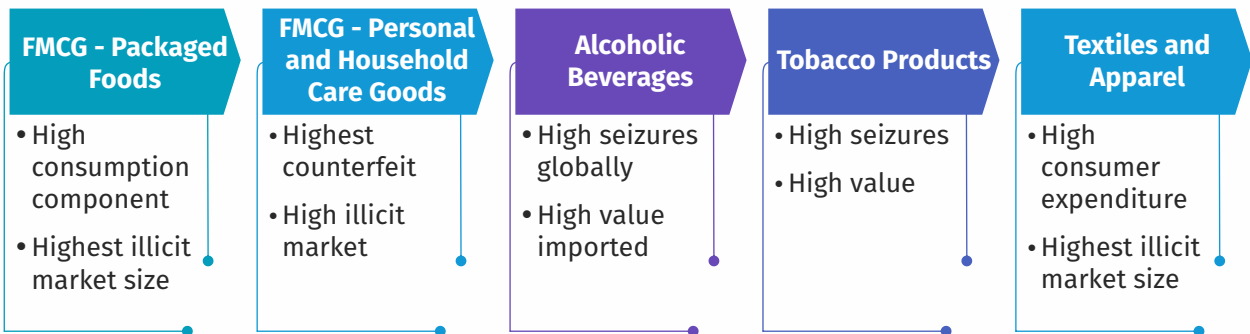 FMCG - Packaged
Foods
• High
consumption
component
• Highest illicit
market size
FMCG - Personal
and Household
Care Goods
• Highest
counterfeit
• High illicit
market
Alcoholic
Beverages
• High seizures
globally
• High value
imported
Tobacco Products
• High seizures
• High value
Textiles and
Apparel
• High
consumer
expenditure
• Highest illicit
market size